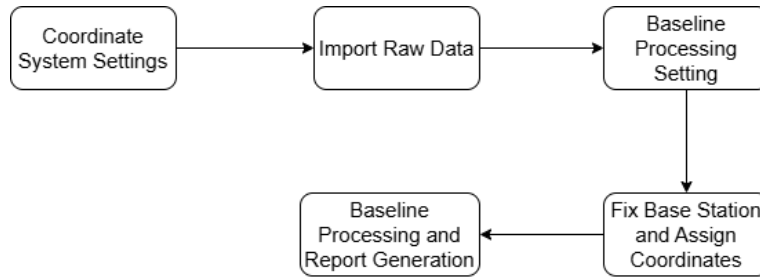 Coordinate
System Settings
Import Raw Data
Baseline
Processing
Setting
Fix Base Station
and Assign
Coordinates
Baseline
Processing and
Report Generation